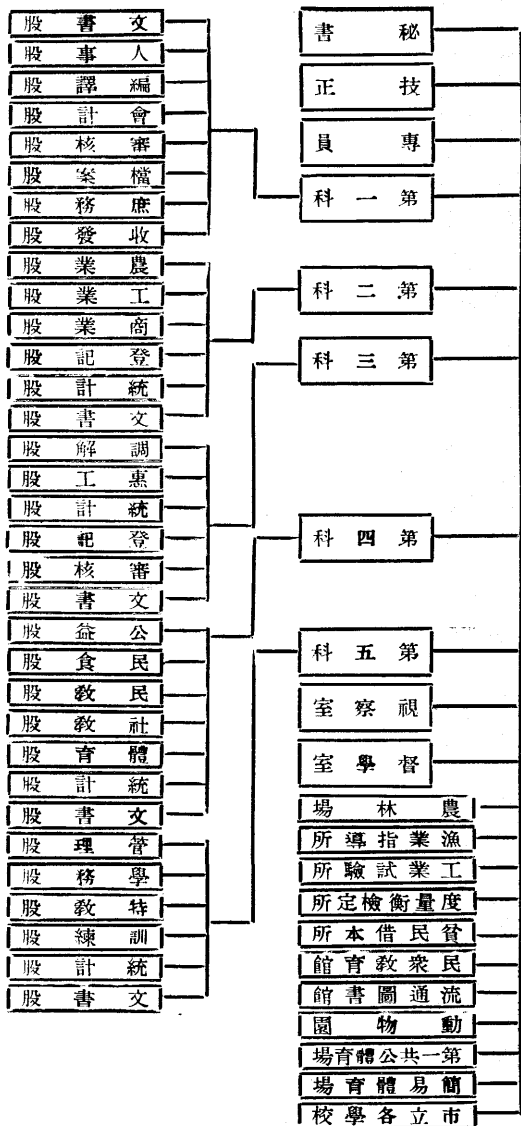 秘書
技正
專員
第一科
第二科
第三科
第四科
第五科
視察室
督學室
農林場
漁業指導所
工業試驗所
度量衡檢定所
貧民借本所
民衆教育館
流通圖書館
動物園
第一共公體育場
簡易體育場
市立各學校
文書股
人事股
編譯股
會計股
審核股
檔案股
庶務股
收發股
農業股
工業股
商業股
登記股
統計股
文書股
調解股
惠工股
統計股
登記股
審核股
文書股
公益股
民食股
民教股
社教股
體育股
統計股
文書股
管理股
學務股
特教股
訓練股
統計股
文書股